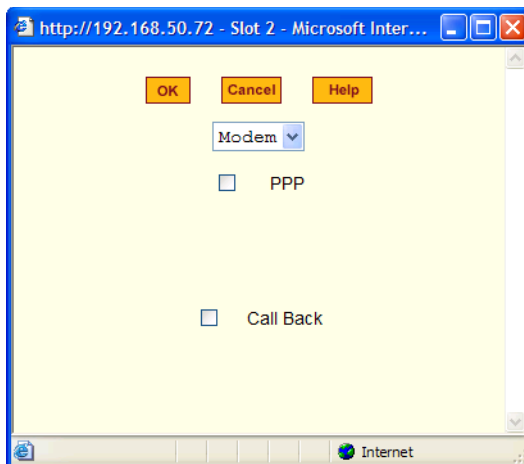 http://192.168.50.72 - Slot 2 - Microsoft Inter...
OK Cancel Help
Modem
PPP
Call Back
Internet